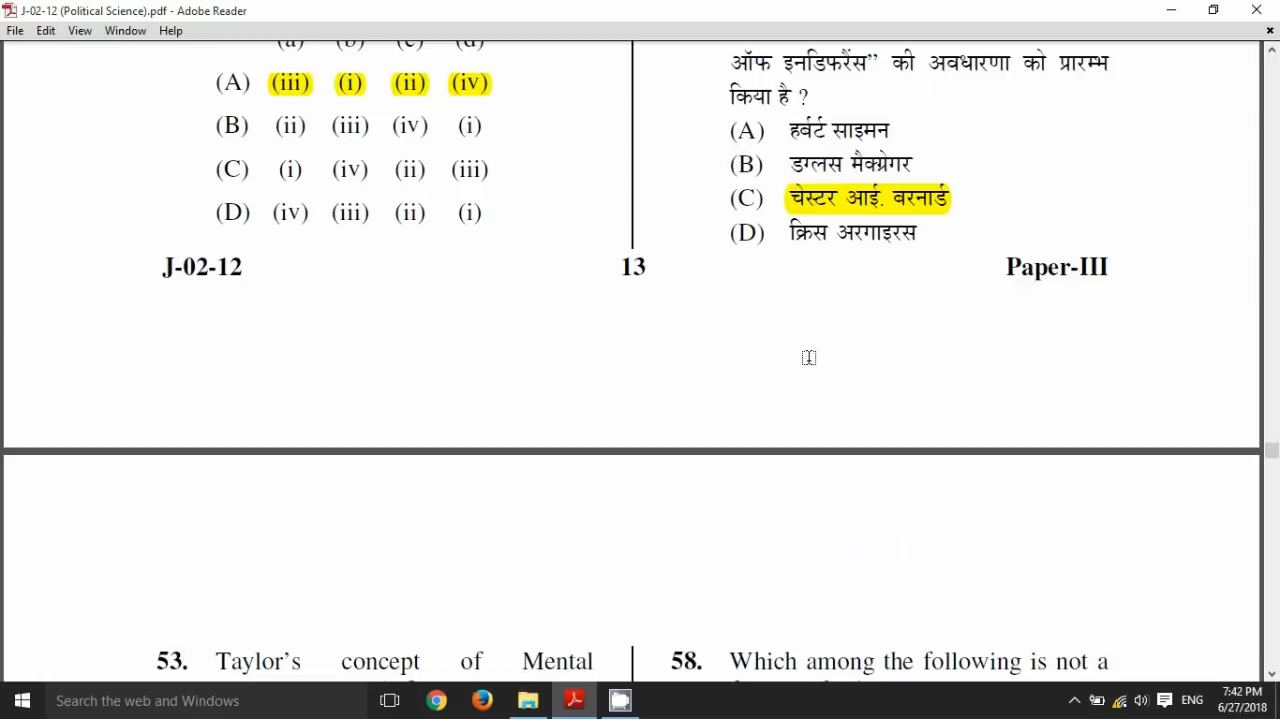 J-02-12 (Political Science).pdf - Adobe Reader
File Edit View Window Help
(a) (b) (c) (d)
(A) (iii) (i) (ii) (iv)
(B) (ii) (iii) (iv) (i)
(C) (i) (iv) (ii) (iii)
(D) (iv) (iii) (ii) (i)
ऑफ इनडिफरैंस” की अवधारणा को प्रारम्भ
किया है ?
(A) हर्बर्ट साइमन
(B) डग्लस मैक्ग्रेगर
(C) चेस्टर आई. बरनार्ड
(D) क्रिस अरगाइरस
J-02-12 13 Paper-III
53. Taylor’s concept of Mental
58. Which among the following is not a
Search the web and Windows
ENG
7:42 PM
6/27/2018